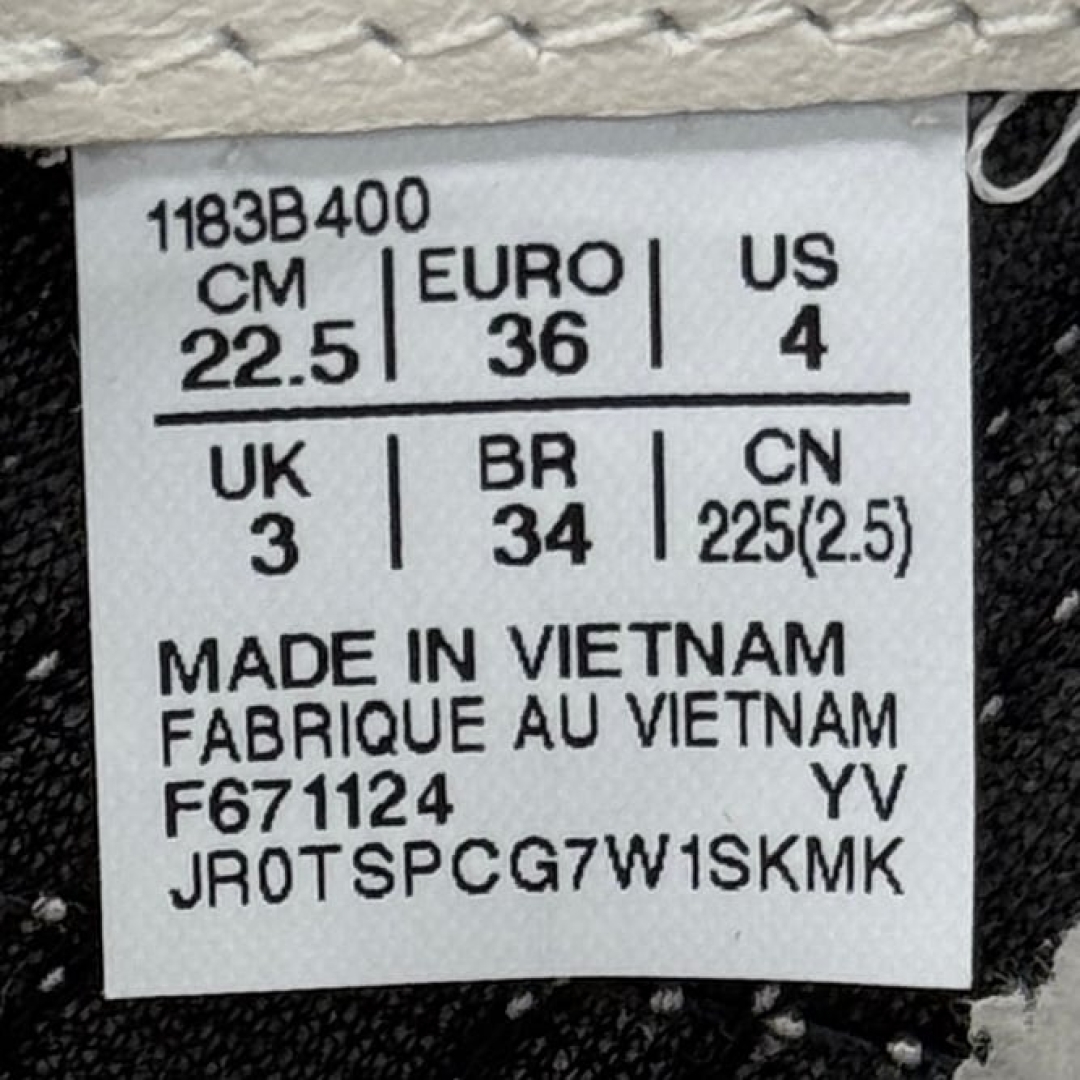 1183B400
CM | EURO | US
22.5 | 36 | 4
UK | BR | CN
3 | 34 | 225(2.5)
MADE IN VIETNAM
FABRIQUE AU VIETNAM
F671124 YV
JR0TSPCG7W1SKMK